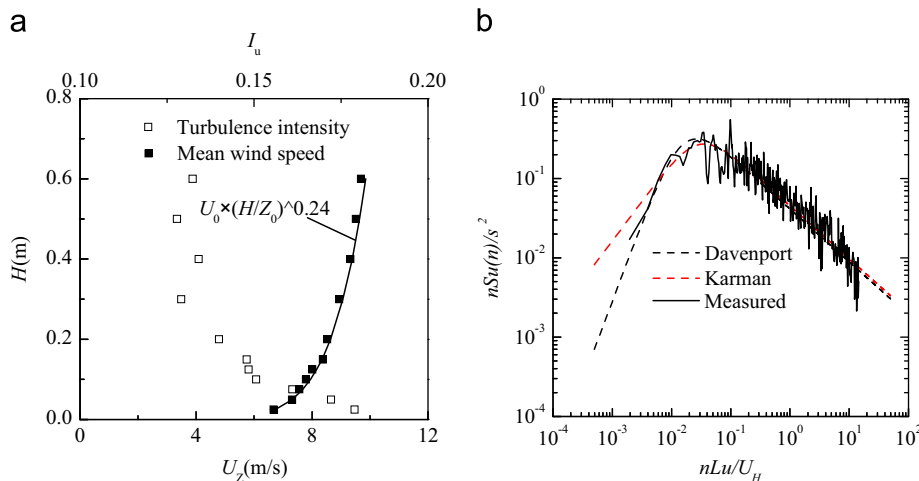 a
I_u
0.10 0.15 0.20
0.8
0.6
0.4
0.2
0.0
H(m)
Turbulence intensity
Mean wind speed
U_0×(H/Z_0)^0.24
0 4 8 12
U_Z(m/s)
b
10^0
10^-1
10^-2
10^-3
10^-4
nSu(n)/s^2
Davenport
Karman
Measured
10^-4 10^-3 10^-2 10^-1 10^0 10^1 10^2
nLu/U_H